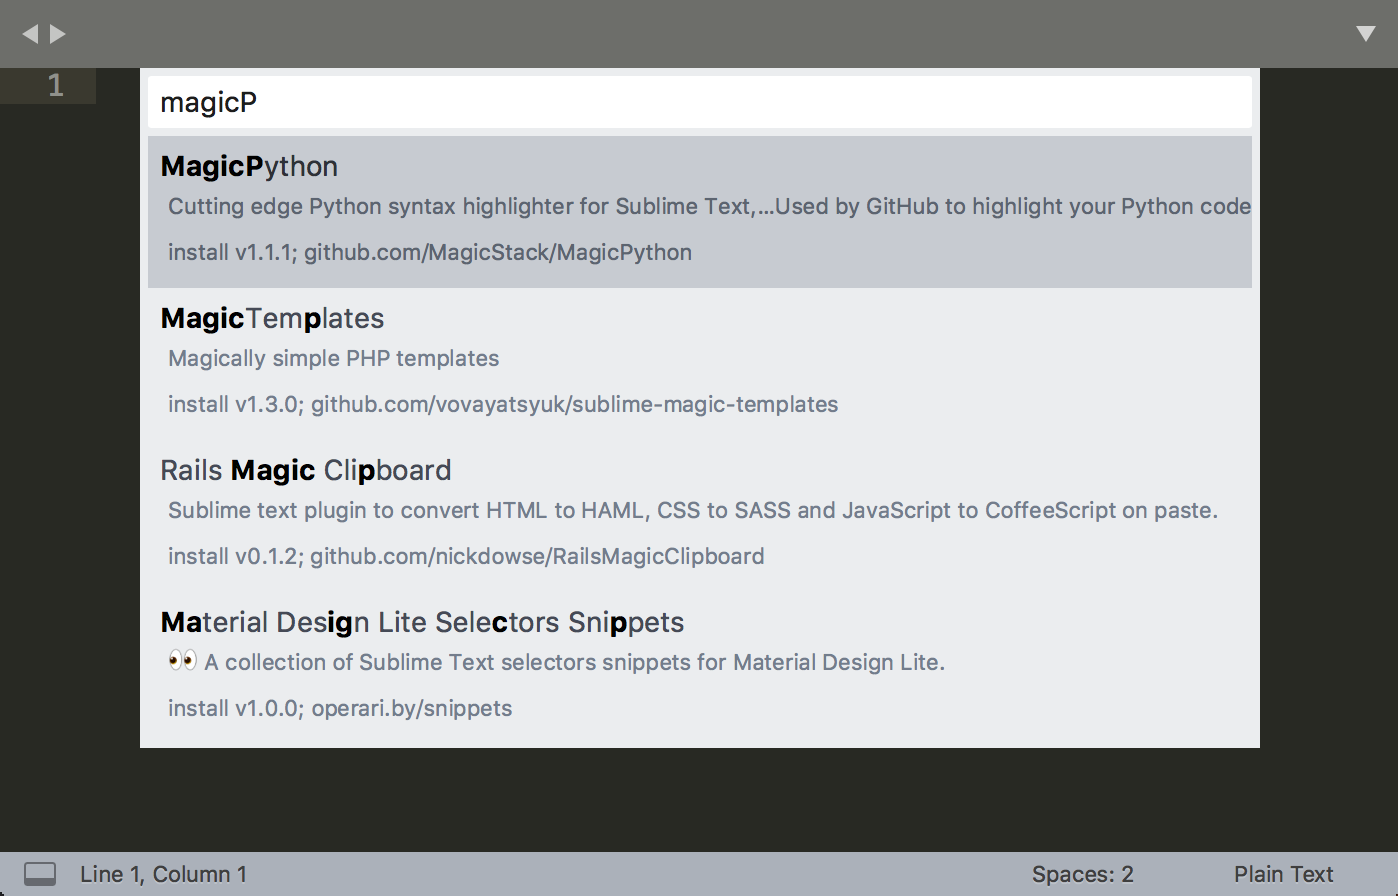 1
magicP
MagicPython
Cutting edge Python syntax highlighter for Sublime Text,...Used by GitHub to highlight your Python code
install v1.1.1; github.com/MagicStack/MagicPython
MagicTemplates
Magically simple PHP templates
install v1.3.0; github.com/vovayatsyuk/sublime-magic-templates
Rails Magic Clipboard
Sublime text plugin to convert HTML to HAML, CSS to SASS and JavaScript to CoffeeScript on paste.
install v0.1.2; github.com/nickdowse/RailsMagicClipboard
Material Design Lite Selectors Snippets
👀 A collection of Sublime Text selectors snippets for Material Design Lite.
install v1.0.0; operari.by/snippets
Line 1, Column 1 Spaces: 2 Plain Text